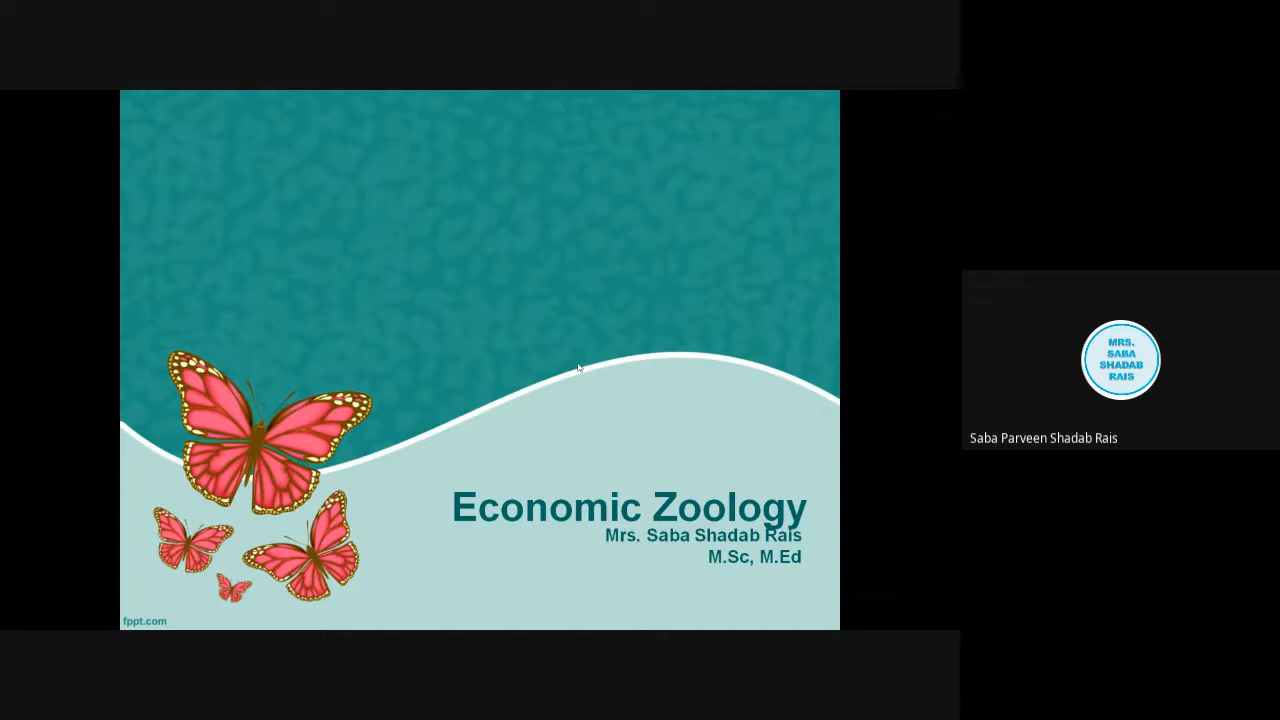 Economic Zoology
Mrs. Saba Shadab Rais
M.Sc, M.Ed
fppt.com
MRS.
SABA
SHADAB
RAIS
Saba Parveen Shadab Rais